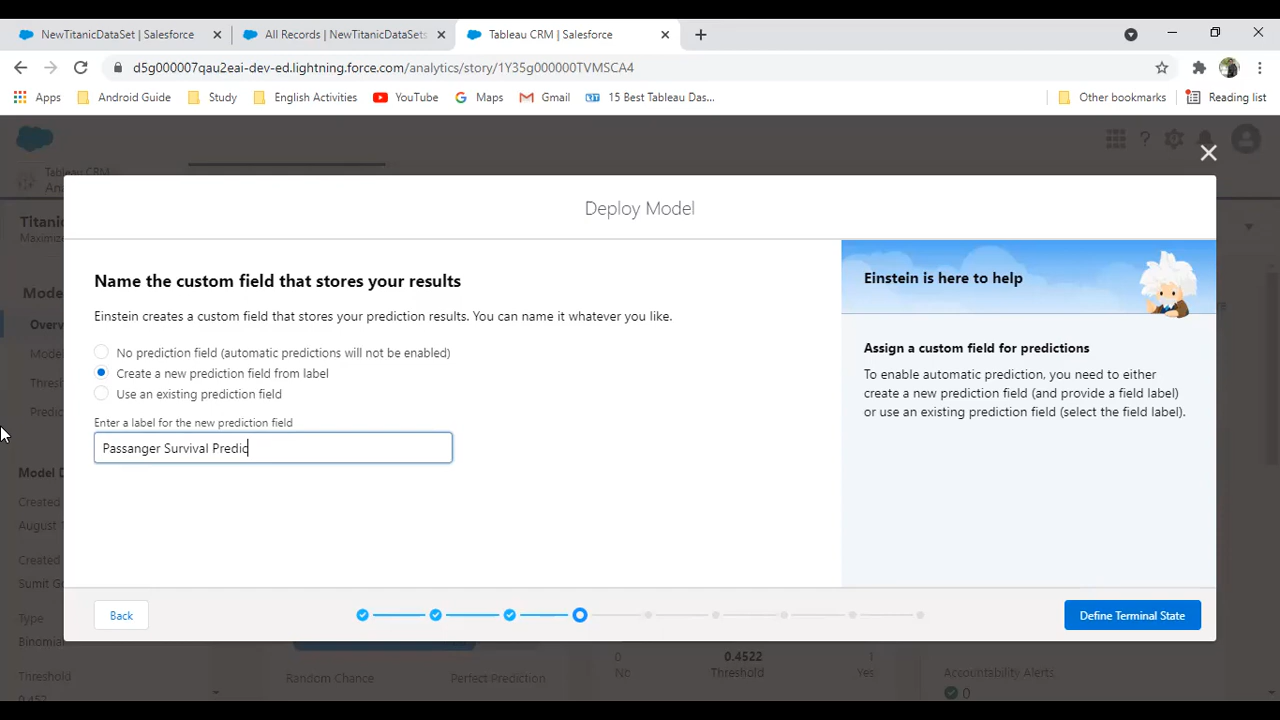 NewTitanicDataSet | Salesforce
All Records | NewTitanicDataSets
Tableau CRM | Salesforce
d5g000007qau2eai-dev-ed.lightning.force.com/analytics/story/1Y35g000000TVMSCA4
Apps
Android Guide
Study
English Activities
YouTube
Maps
Gmail
15 Best Tableau Das...
Other bookmarks
Reading list
Tableau CRM
Titanic
Deploy Model
Name the custom field that stores your results
Einstein creates a custom field that stores your prediction results. You can name it whatever you like.
No prediction field (automatic predictions will not be enabled)
Create a new prediction field from label
Use an existing prediction field
Enter a label for the new prediction field
Passanger Survival Predic
Einstein is here to help
Assign a custom field for predictions
To enable automatic prediction, you need to either
create a new prediction field (and provide a field label)
or use an existing prediction field (select the field label).
Back
Define Terminal State
Created
Created
Type
Threshold
Random Chance
Perfect Prediction
0
0.4522
1
Threshold
Yes
Accountability Alerts
0